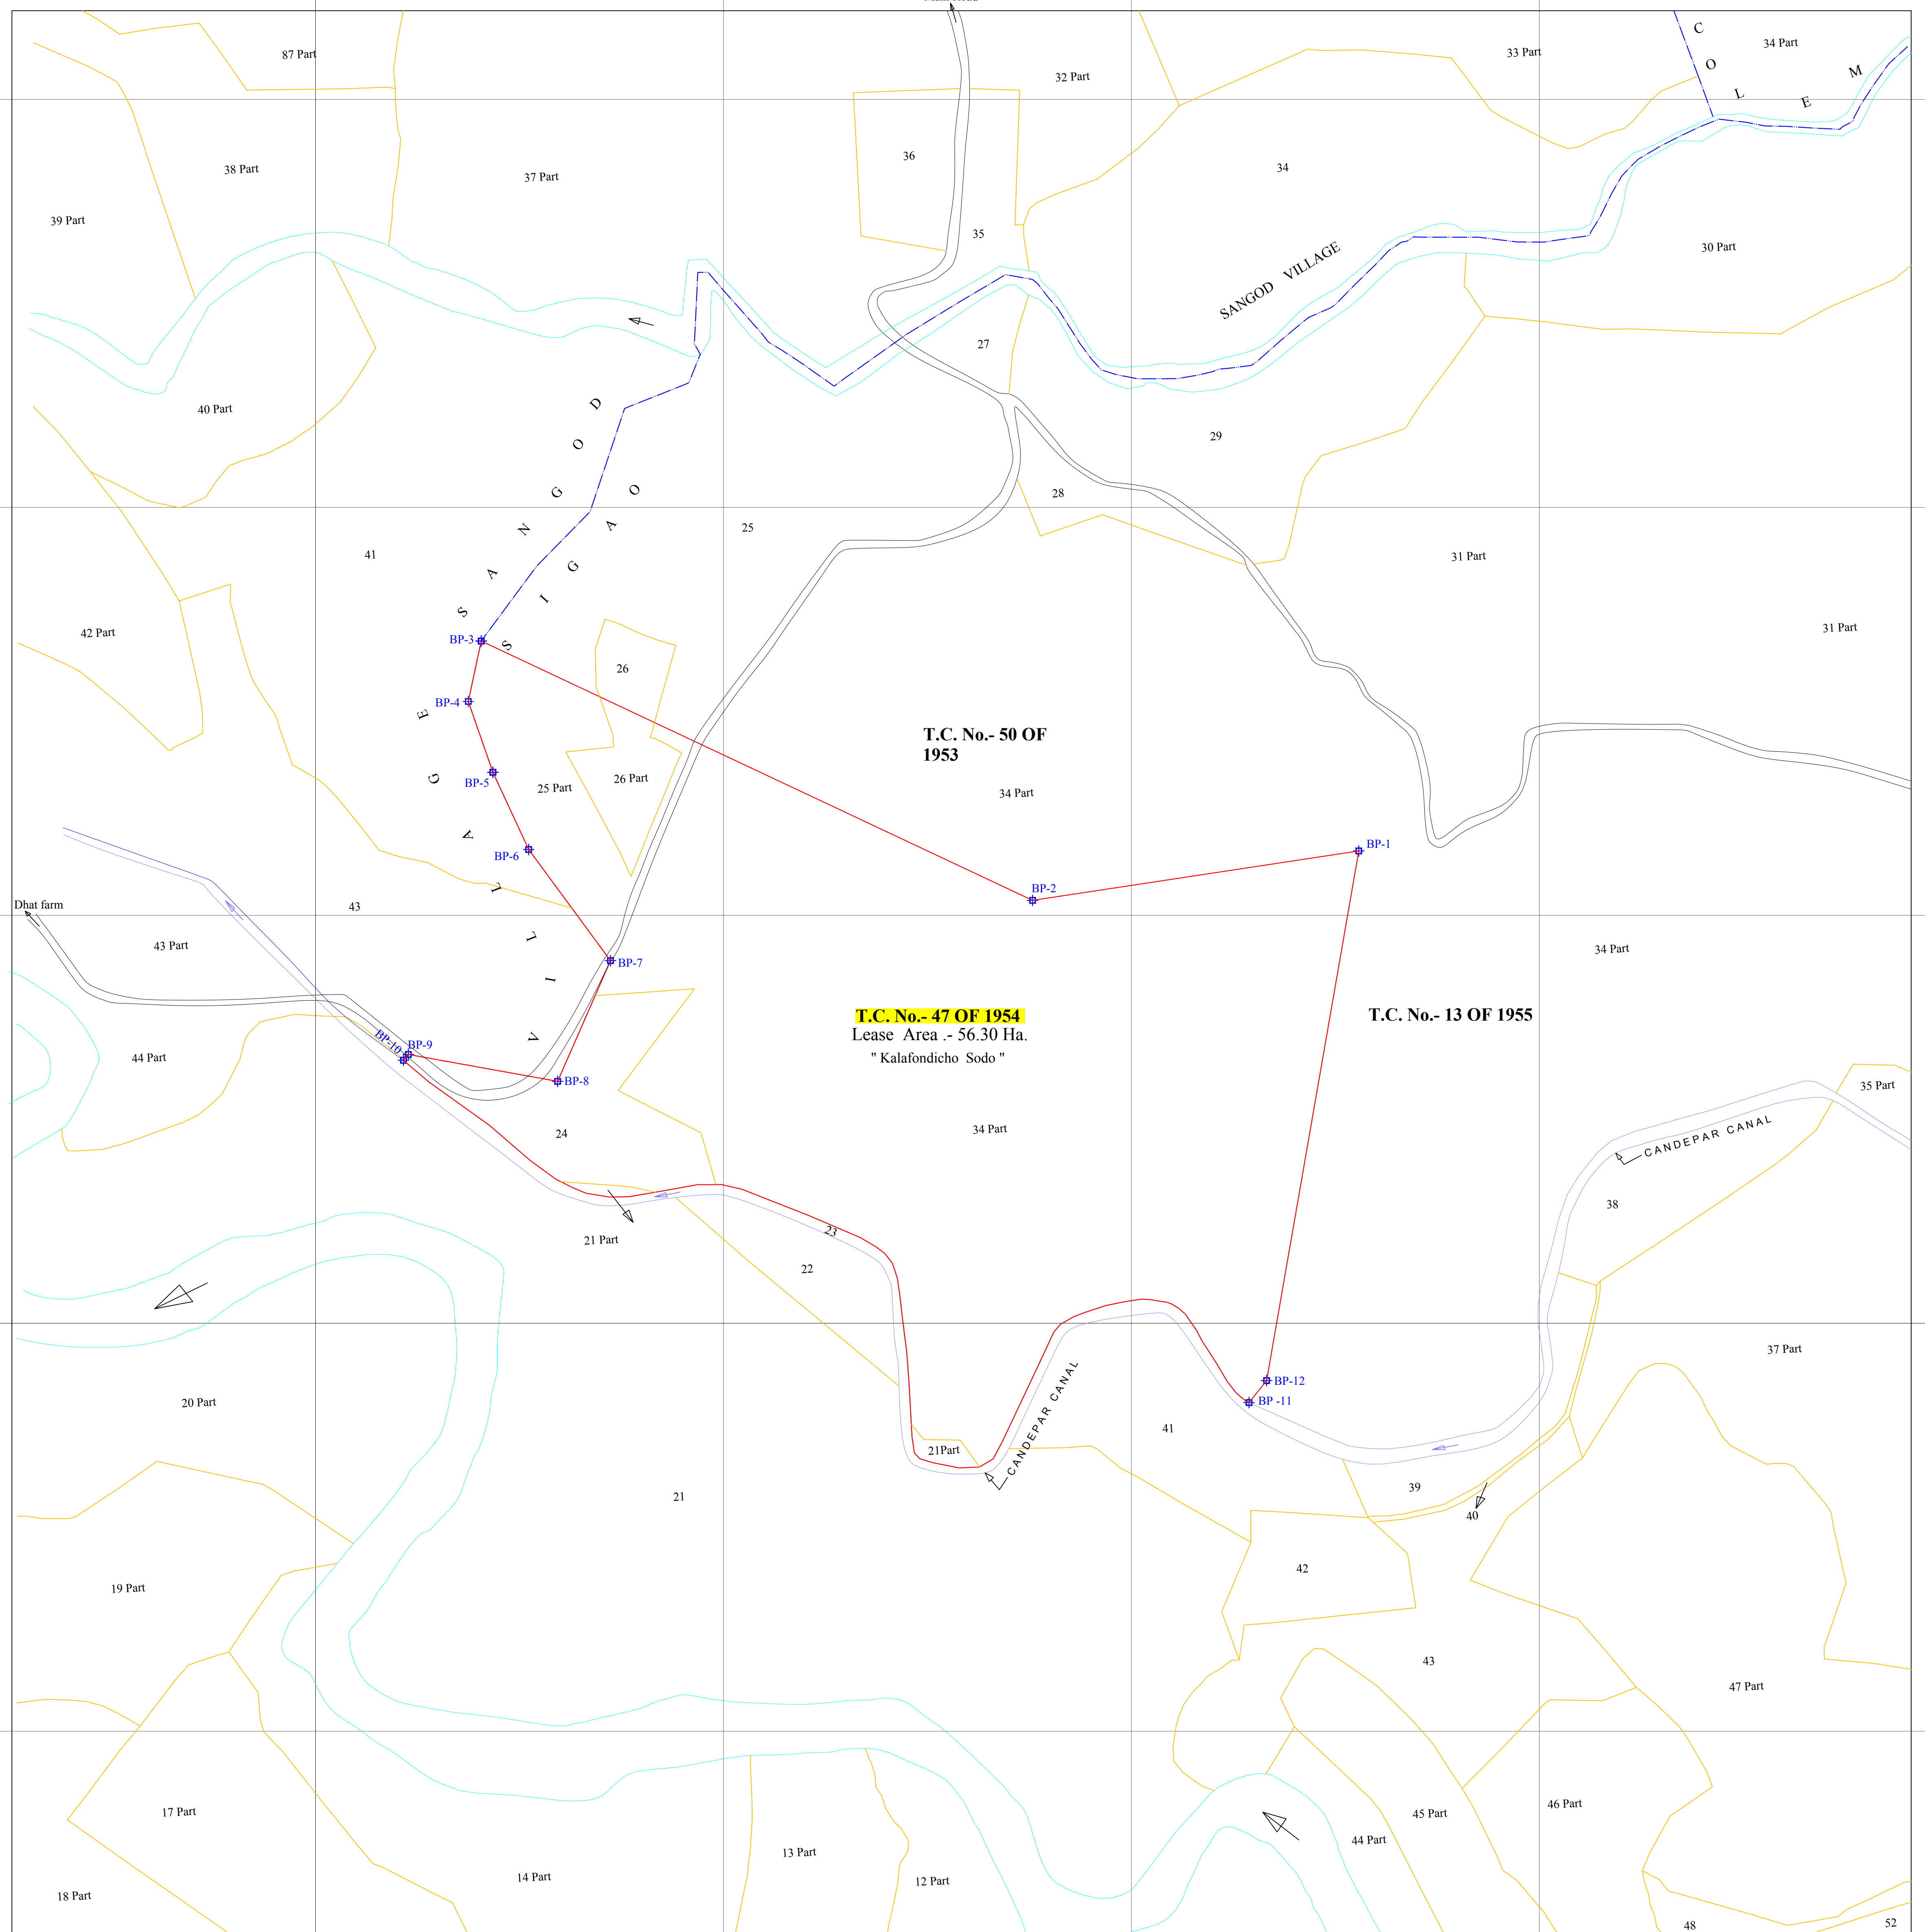 87 Part
32 Part
33 Part
34 Part
COLEM
38 Part
37 Part
36
34
39 Part
35
30 Part
SANGOD VILLAGE
27
40 Part
29
SANGOD
SIGAO
28
25
41
31 Part
42 Part
31 Part
BP-3
26
BP-4
T.C. No.- 50 OF
1953
BP-5
25 Part
26 Part
34 Part
BP-6
BP-1
BP-2
Dhat farm
43
43 Part
34 Part
VILLAGE
BP-7
T.C. No.- 47 OF 1954
Lease Area .- 56.30 Ha.
" Kalafondicho Sodo "
T.C. No.- 13 OF 1955
BP-10
BP-9
44 Part
BP-8
35 Part
24
34 Part
CANDEPAR CANAL
38
21 Part
23
22
37 Part
BP-12
20 Part
BP -11
CANDEPAR CANAL
41
21Part
21
39
40
42
19 Part
43
47 Part
17 Part
46 Part
45 Part
44 Part
13 Part
14 Part
12 Part
18 Part
48
52